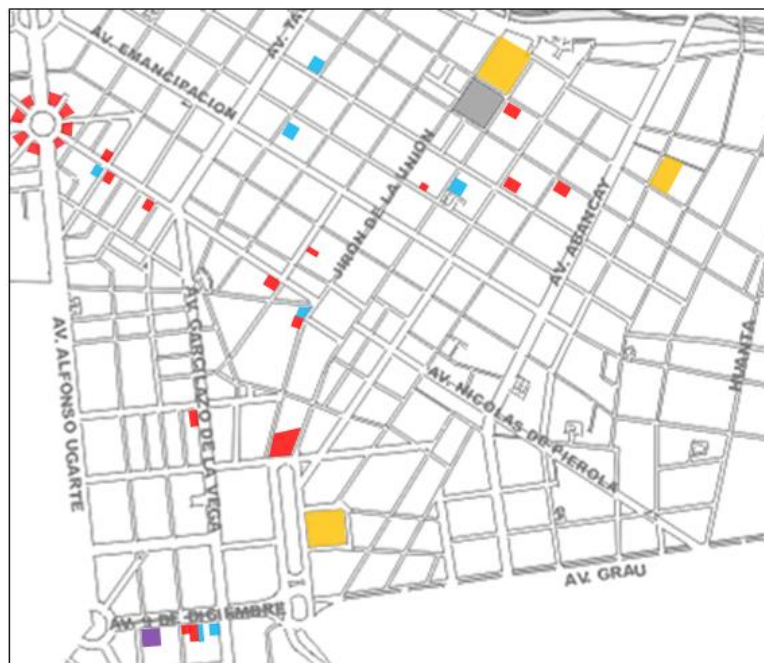 AV. EMANCIPACION
JIRON DE LA UNION
AV. ABANCAY
AV. GARCILAZO DE LA VEGA
AV. ALFONSO UGARTE
HUANTA
AV. NICOLAS DE PIEROLA
AV. GRAU
AV. 9 DE DICIEMBRE